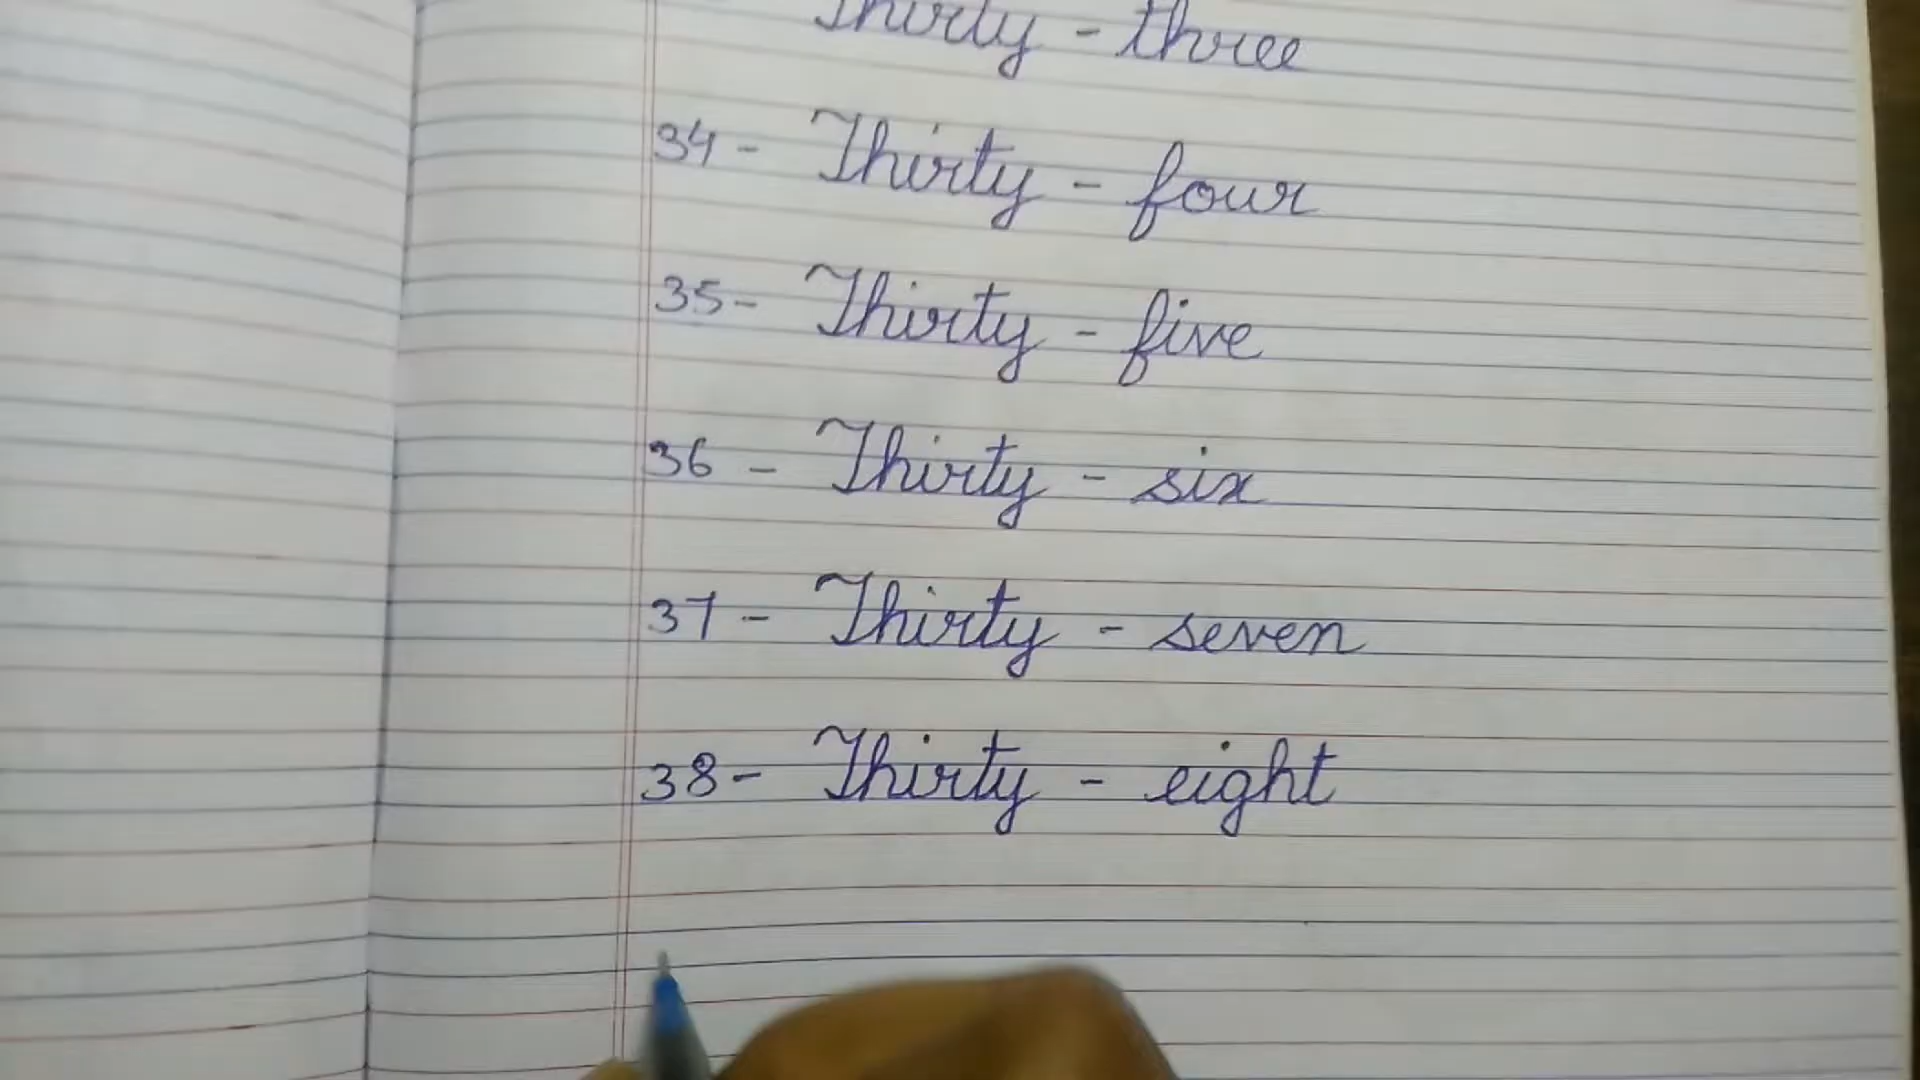 Thirty - three
34 - Thirty - four
35 - Thirty - five
36 - Thirty - six
37 - Thirty - seven
38 - Thirty - eight